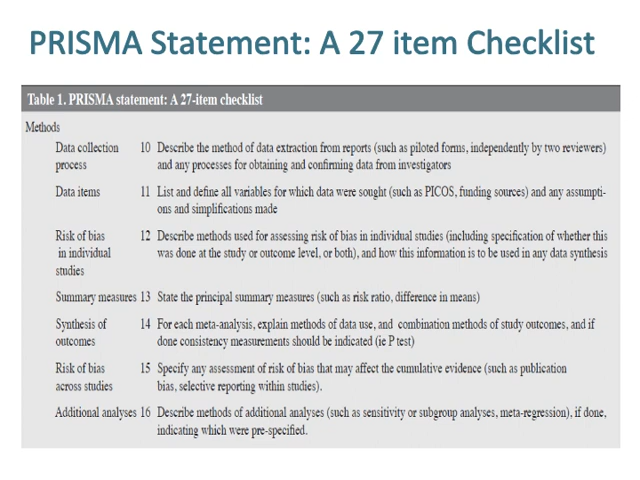 PRISMA Statement: A 27 item Checklist
Table 1. PRISMA statement: A 27-item checklist
Methods
Data collection process 10 Describe the method of data extraction from reports (such as piloted forms, independently by two reviewers)
and any processes for obtaining and confirming data from investigators
Data items 11 List and define all variables for which data were sought (such as PICOS, funding sources) and any assumpti-
ons and simplifications made
Risk of bias in individual studies 12 Describe methods used for assessing risk of bias in individual studies (including specification of whether this
was done at the study or outcome level, or both), and how this information is to be used in any data synthesis
Summary measures 13 State the principal summary measures (such as risk ratio, difference in means)
Synthesis of outcomes 14 For each meta-analysis, explain methods of data use, and combination methods of study outcomes, and if
done consistency measures should be indicated (ie P test)
Risk of bias across studies 15 Specify any assessment of risk of bias that may affect the cumulative evidence (such as publication
bias, selective reporting within studies).
Additional analyses 16 Describe methods of additional analyses (such as sensitivity or subgroup analyses, meta-regression), if done,
indicating which were pre-specified.